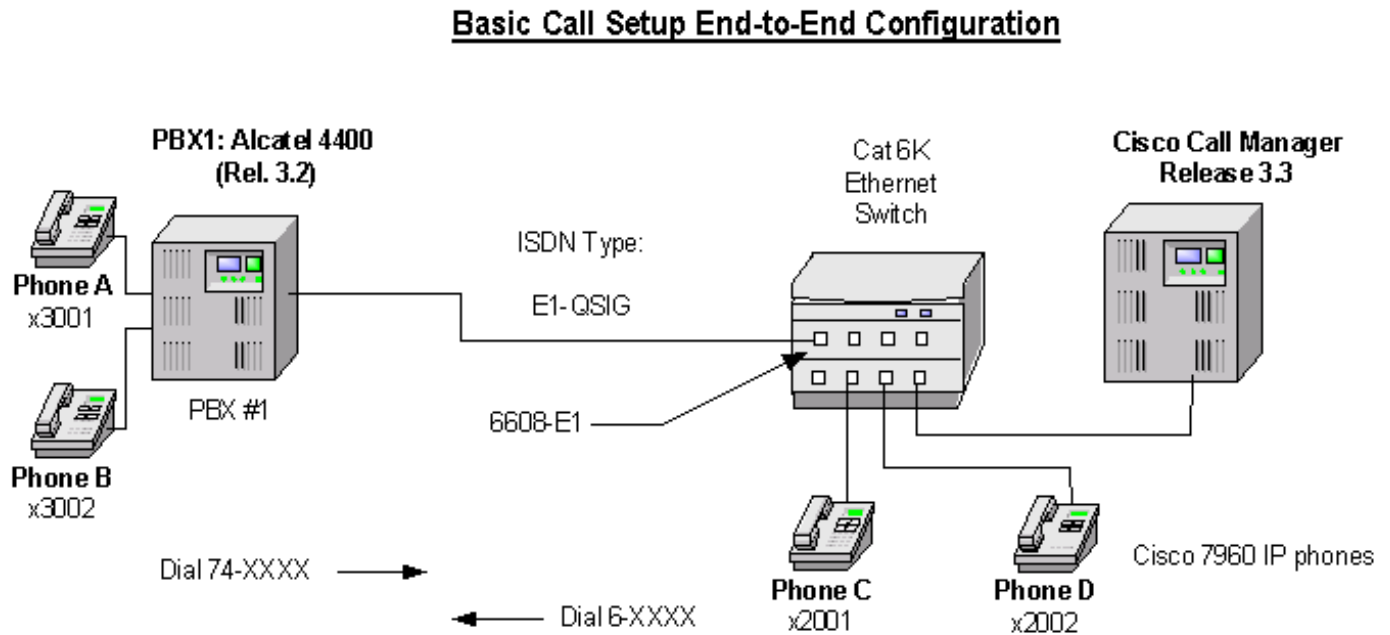 Basic Call Setup End-to-End Configuration
PBX1: Alcatel 4400
(Rel. 3.2)
Cat6K
Ethernet
Switch
Cisco Call Manager
Release 3.3
ISDN Type:
E1-QSIG
Phone A
x3001
PBX #1
6608-E1
Phone B
x3002
Dial 74-XXXX
Dial 6-XXXX
Phone C
x2001
Phone D
x2002
Cisco 7960 IP phones